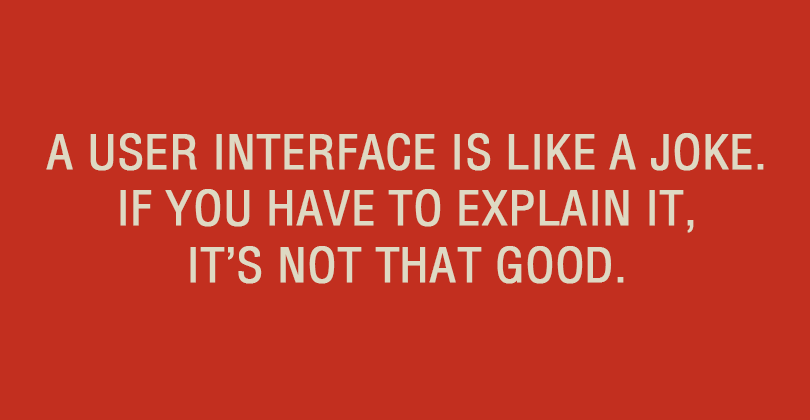 A USER INTERFACE IS LIKE A JOKE.
IF YOU HAVE TO EXPLAIN IT,
IT’S NOT THAT GOOD.